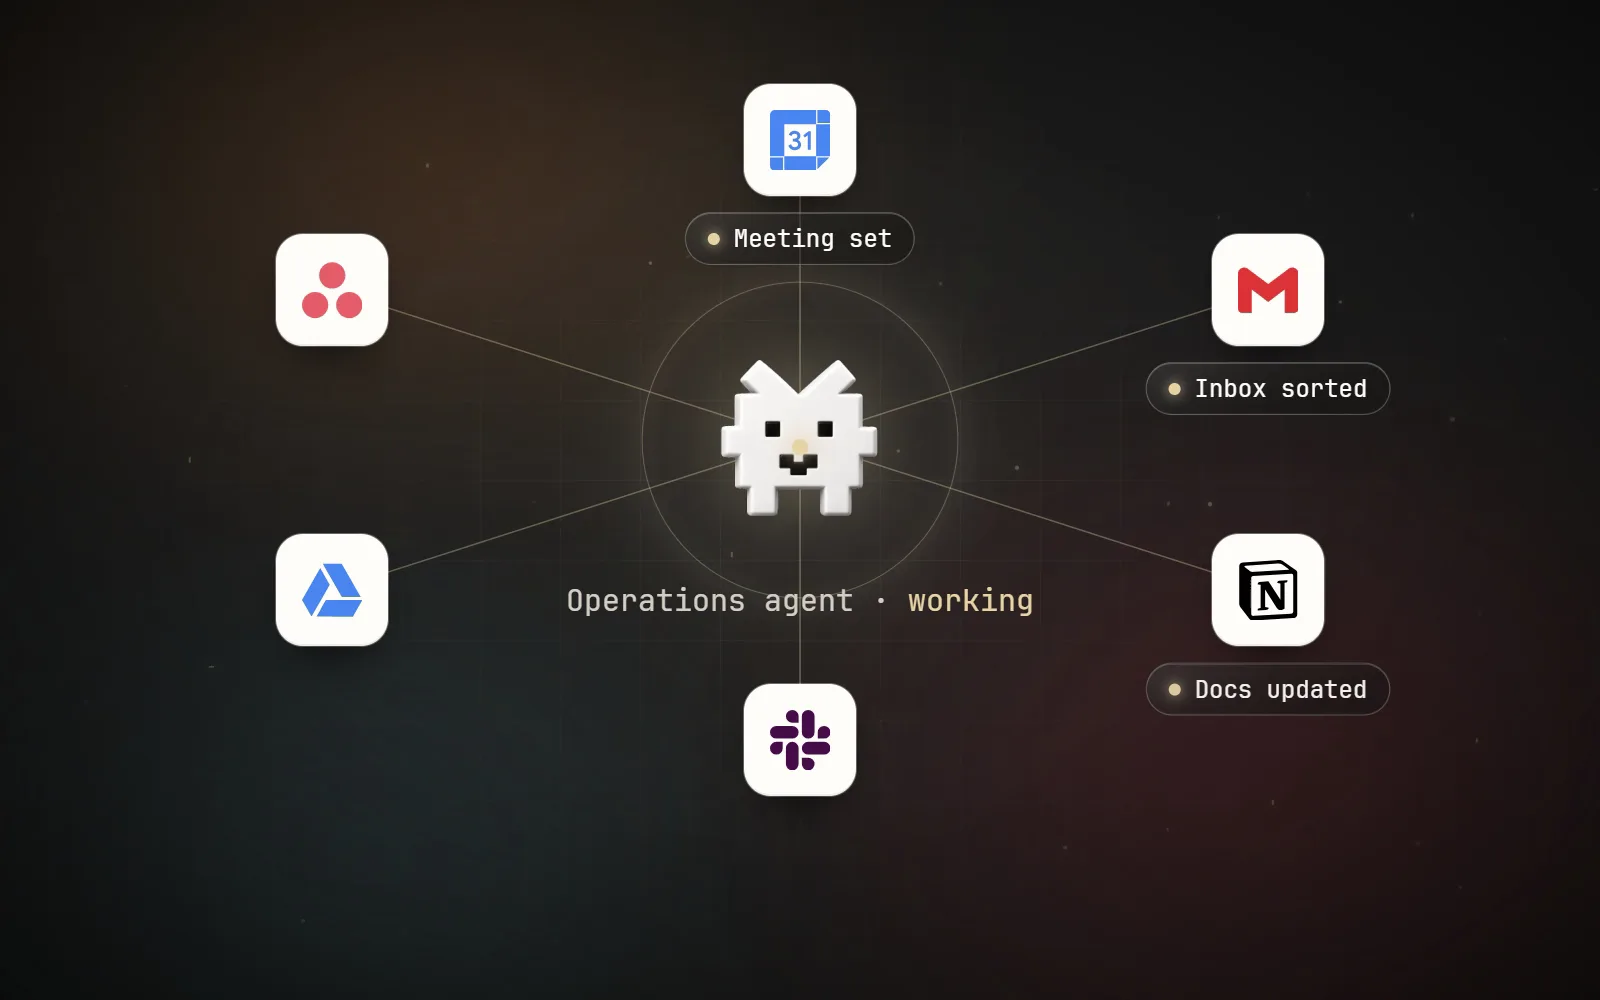 31
Meeting set
Inbox sorted
Operations agent · working
N
Docs updated